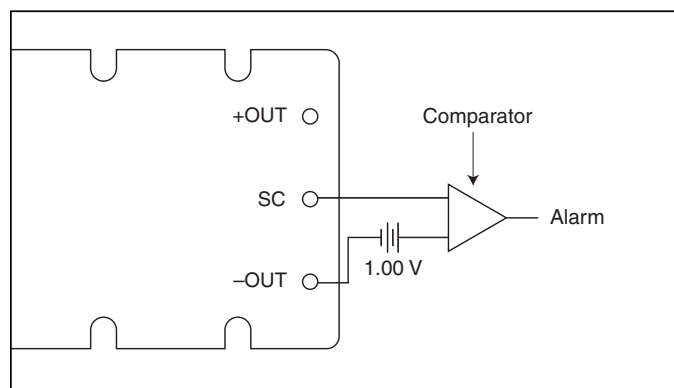 +OUT
Comparator
SC
Alarm
–OUT
1.00 V